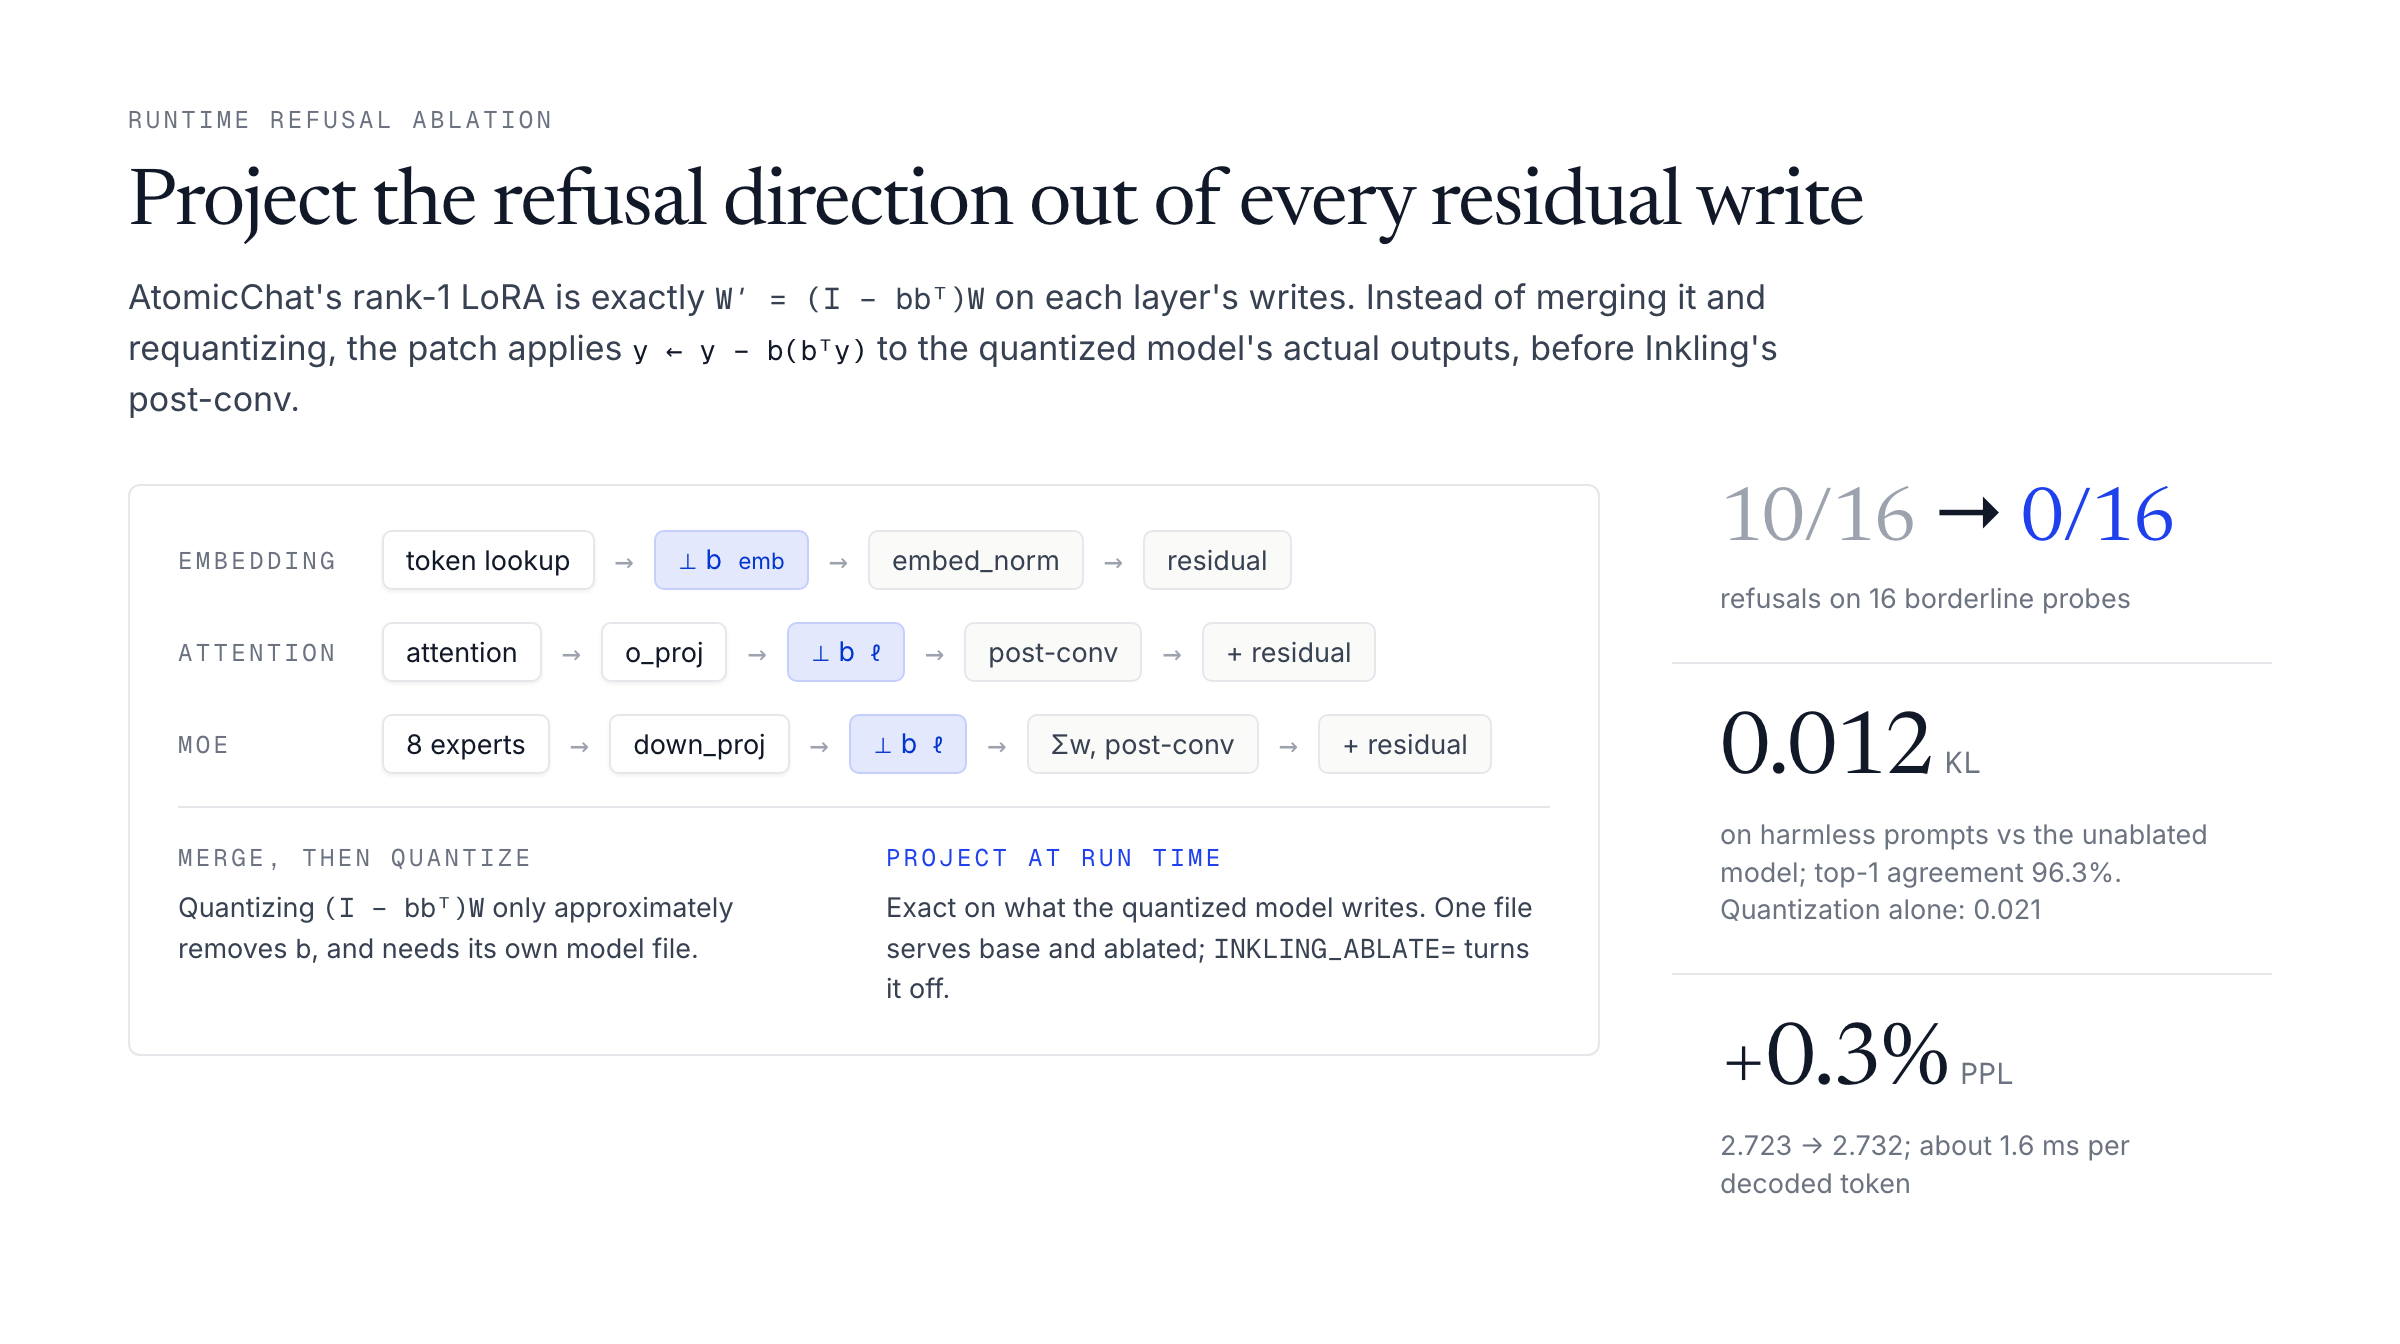 RUNTIME REFUSAL ABLATION
Project the refusal direction out of every residual write
AtomicChat's rank-1 LoRA is exactly W′ = (I − bbᵀ)W on each layer's writes. Instead of merging it and
requantizing, the patch applies y ← y − b(bᵀy) to the quantized model's actual outputs, before Inkling's
post-conv.
EMBEDDING token lookup → ⊥ b emb → embed_norm → residual
ATTENTION attention → o_proj → ⊥ b ℓ → post-conv → + residual
MOE 8 experts → down_proj → ⊥ b ℓ → Σw, post-conv → + residual
MERGE, THEN QUANTIZE
Quantizing (I − bbᵀ)W only approximately
removes b, and needs its own model file.
PROJECT AT RUN TIME
Exact on what the quantized model writes. One file
serves base and ablated; INKLING_ABLATE= turns
it off.
10/16 → 0/16
refusals on 16 borderline probes
0.012 KL
on harmless prompts vs the unablated
model; top-1 agreement 96.3%.
Quantization alone: 0.021
+0.3% PPL
2.723 → 2.732; about 1.6 ms per
decoded token